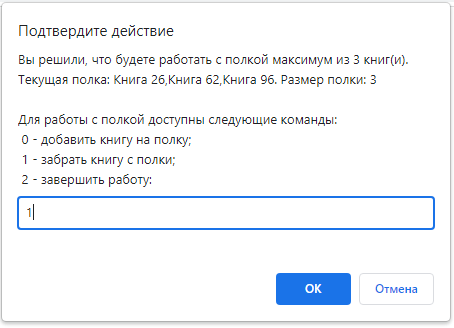 Подтвердите действие
Вы решили, что будете работать с полкой максимум из 3 книг(и).
Текущая полка: Книга 26,Книга 62,Книга 96. Размер полки: 3
Для работы с полкой доступны следующие команды:
0 - добавить книгу на полку;
1 - забрать книгу с полки;
2 - завершить работу:
1
ОК
Отмена